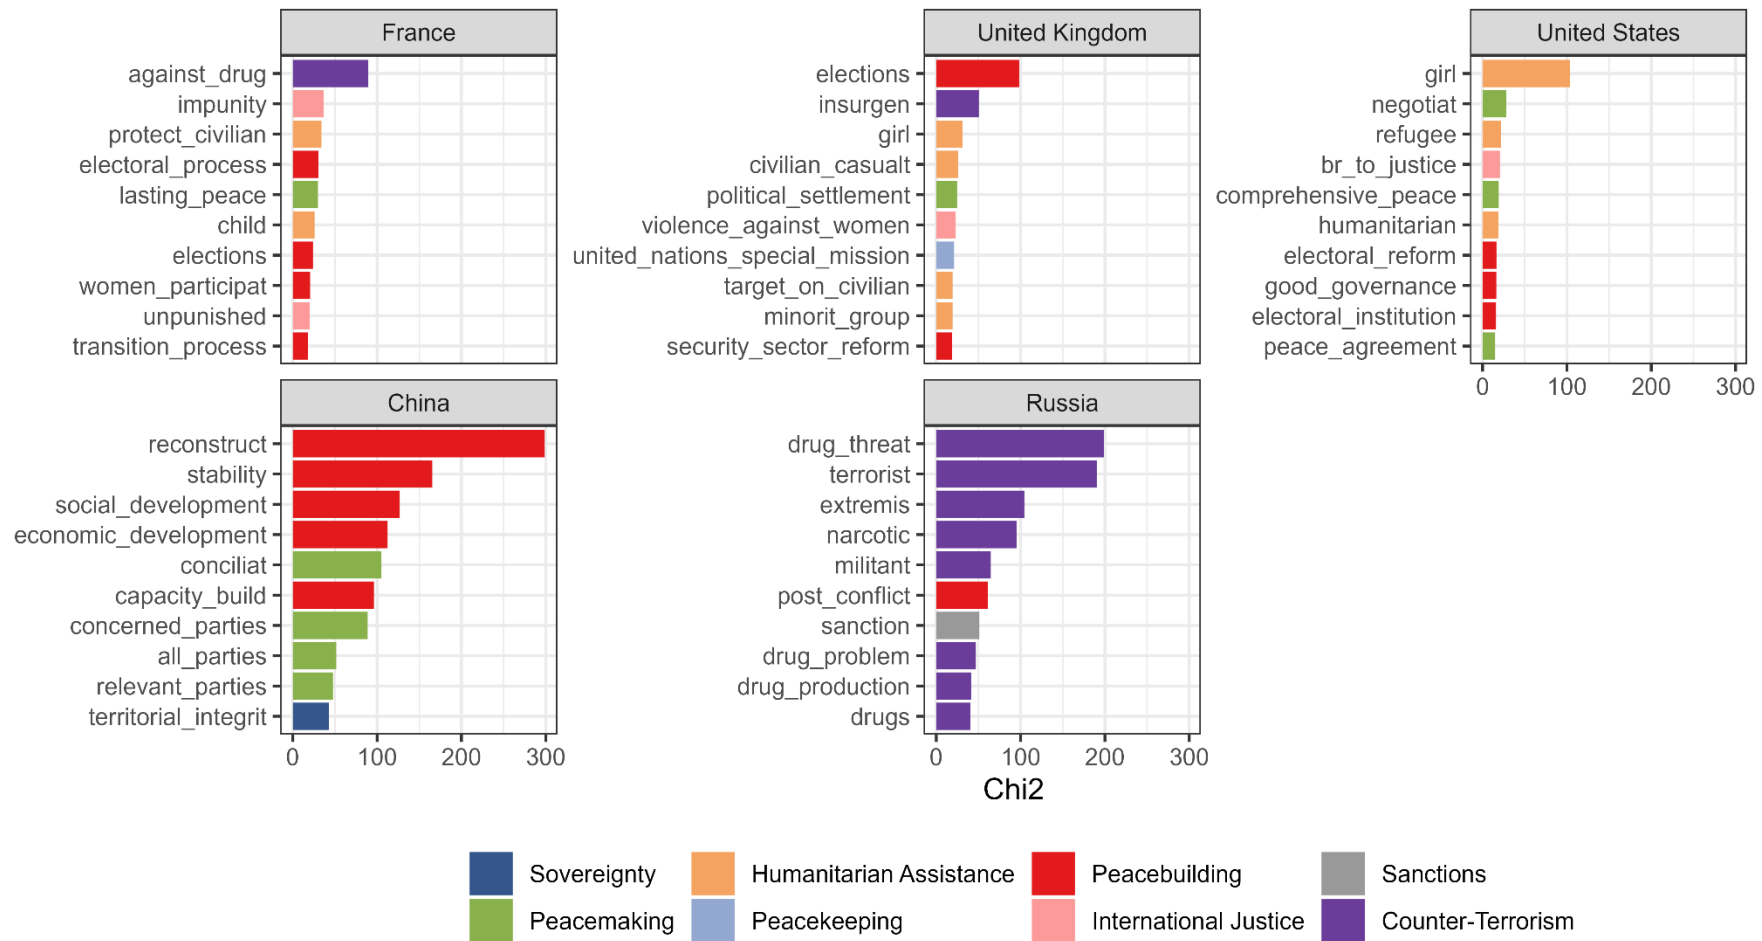 France
against_drug
impunity
protect_civilian
electoral_process
lasting_peace
child
elections
women_participat
unpunished
transition_process
United Kingdom
elections
insurgen
girl
civilian_casualt
political_settlement
violence_against_women
united_nations_special_mission
target_on_civilian
minorit_group
security_sector_reform
United States
girl
negotiat
refugee
br_to_justice
comprehensive_peace
humanitarian
electoral_reform
good_governance
electoral_institution
peace_agreement
0 100 200 300
China
reconstruct
stability
social_development
economic_development
conciliat
capacity_build
concerned_parties
all_parties
relevant_parties
territorial_integrit
0 100 200 300
Russia
drug_threat
terrorist
extremis
narcotic
militant
post_conflict
sanction
drug_problem
drug_production
drugs
0 100 200 300
Chi2
Sovereignty Humanitarian Assistance Peacebuilding Sanctions
Peacemaking Peacekeeping International Justice Counter-Terrorism